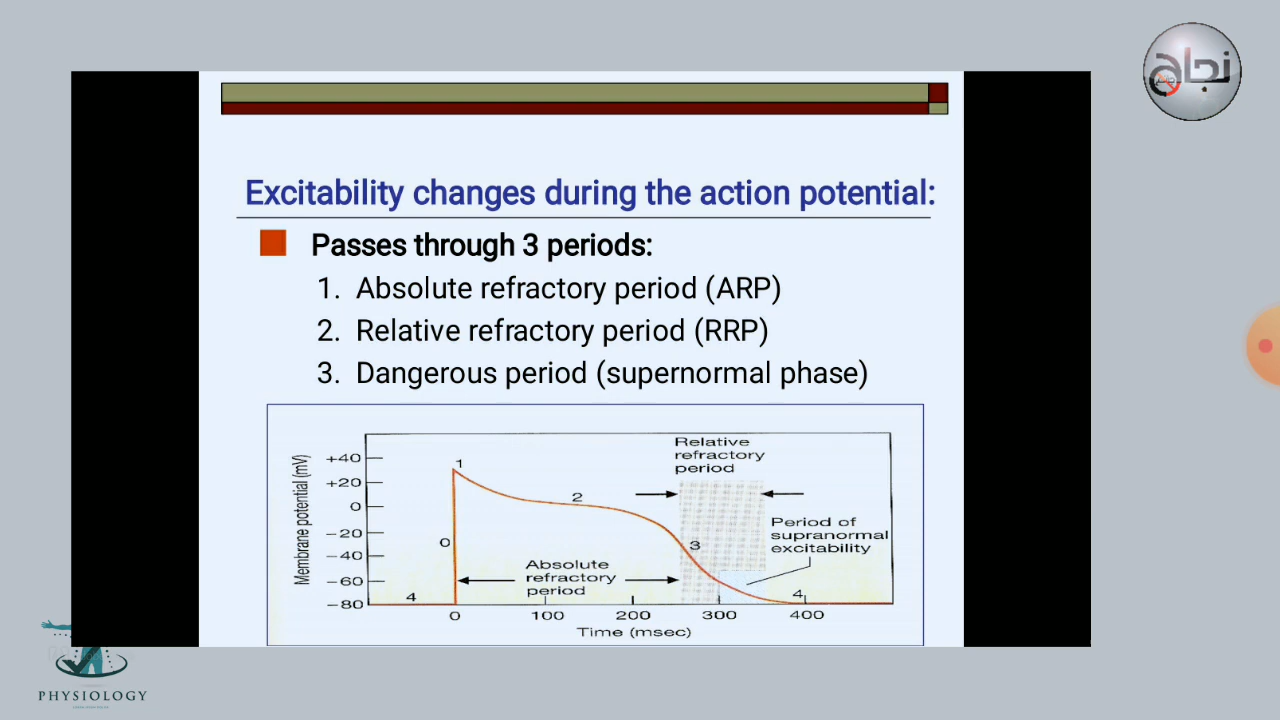 نجاح
Excitability changes during the action potential:
Passes through 3 periods:
1. Absolute refractory period (ARP)
2. Relative refractory period (RRP)
3. Dangerous period (supernormal phase)
Membrane potential (mV)
+40
+20
0
−20
−40
−60
−80
1
2
0
3
4
4
Relative
refractory
period
Period of
supranormal
excitability
Absolute
refractory
period
0 100 200 300 400
Time (msec)
PHYSIOLOGY